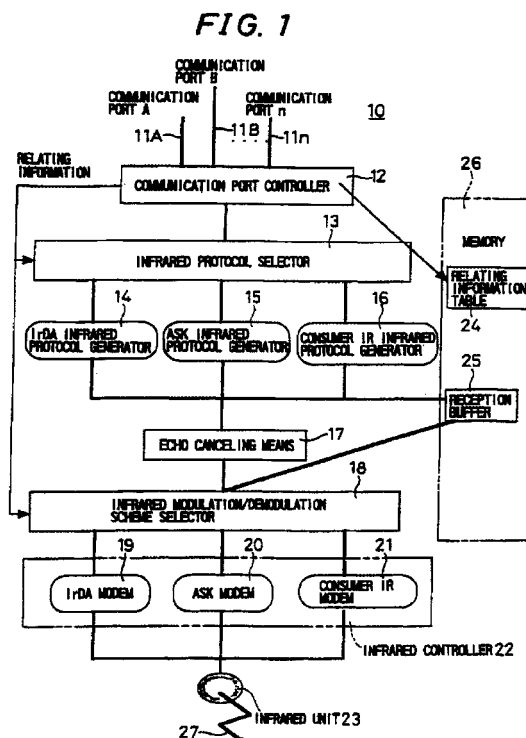 FIG. 1
COMMUNICATION
PORT B
COMMUNICATION
PORT A
COMMUNICATION
PORT n
10
11A
11B
11n
RELATING
INFORMATION
12
COMMUNICATION PORT CONTROLLER
26
MEMORY
13
INFRARED PROTOCOL SELECTOR
RELATING
INFORMATION
TABLE
24
14
15
16
IrDA INFRARED
PROTOCOL GENERATOR
ASK INFRARED
PROTOCOL GENERATOR
CONSUMER IR INFRARED
PROTOCOL GENERATOR
25
RECEPTION
BUFFER
17
ECHO CANCELING MEANS
18
INFRARED MODULATION/DEMODULATION
SCHEME SELECTOR
19
20
21
IrDA MODEM
ASK MODEM
CONSUMER IR
MODEM
INFRARED CONTROLLER 22
INFRARED UNIT 23
27